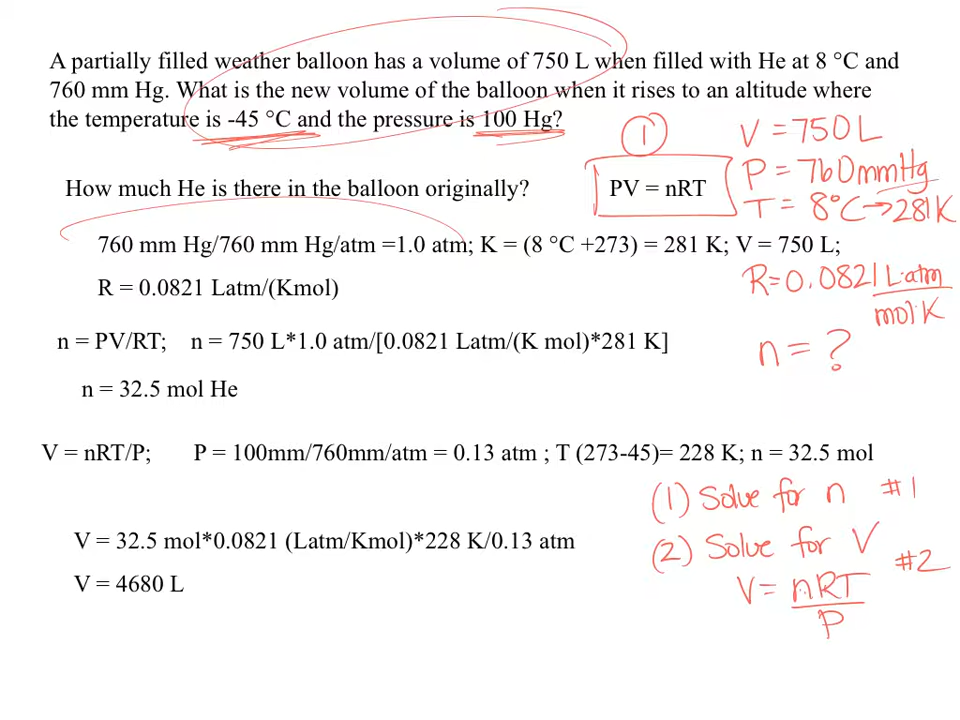 A partially filled weather balloon has a volume of 750 L when filled with He at 8 °C and
760 mm Hg. What is the new volume of the balloon when it rises to an altitude where
the temperature is -45 °C and the pressure is 100 Hg?
1
V = 750 L
How much He is there in the balloon originally?
PV = nRT
P = 760 mmHg
T = 8°C → 281 K
760 mm Hg/760 mm Hg/atm =1.0 atm; K = (8 °C +273) = 281 K; V = 750 L;
R = 0.0821 Latm/(Kmol)
R = 0.0821 L·atm
mol·K
n = PV/RT; n = 750 L*1.0 atm/[0.0821 Latm/(K mol)*281 K]
n = ?
n = 32.5 mol He
V = nRT/P; P = 100mm/760mm/atm = 0.13 atm ; T (273-45)= 228 K; n = 32.5 mol
(1) Solve for n #1
V = 32.5 mol*0.0821 (Latm/Kmol)*228 K/0.13 atm
(2) Solve for V #2
V = 4680 L
V = nRT
P